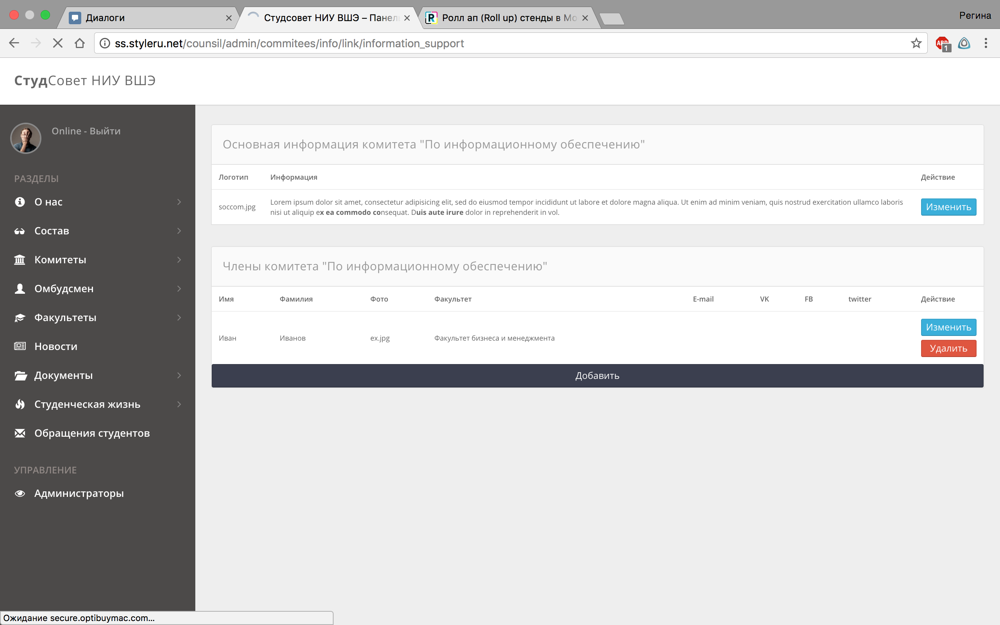 Диалоги
Студсовет НИУ ВШЭ – Панель
Ролл ап (Roll up) стенды в Мо
Регина
ss.styleru.net/counsil/admin/commitees/info/link/information_support
ABP
1
СтудСовет НИУ ВШЭ
Online - Выйти
РАЗДЕЛЫ
О нас
Состав
Комитеты
Омбудсмен
Факультеты
Новости
Документы
Студенческая жизнь
Обращения студентов
УПРАВЛЕНИЕ
Администраторы
Основная информация комитета "По информационному обеспечению"
Логотип Информация Действие
soccom.jpg
Lorem ipsum dolor sit amet, consectetur adipisicing elit, sed do eiusmod tempor incididunt ut labore et dolore magna aliqua. Ut enim ad minim veniam, quis nostrud exercitation ullamco laboris
nisi ut aliquip ex ea commodo consequat. Duis aute irure dolor in reprehenderit in vol.
Изменить
Члены комитета "По информационному обеспечению"
Имя Фамилия Фото Факультет E-mail VK FB twitter Действие
Иван Иванов ex.jpg Факультет бизнеса и менеджмента
Изменить
Удалить
Добавить
Ожидание secure.optibuymac.com...